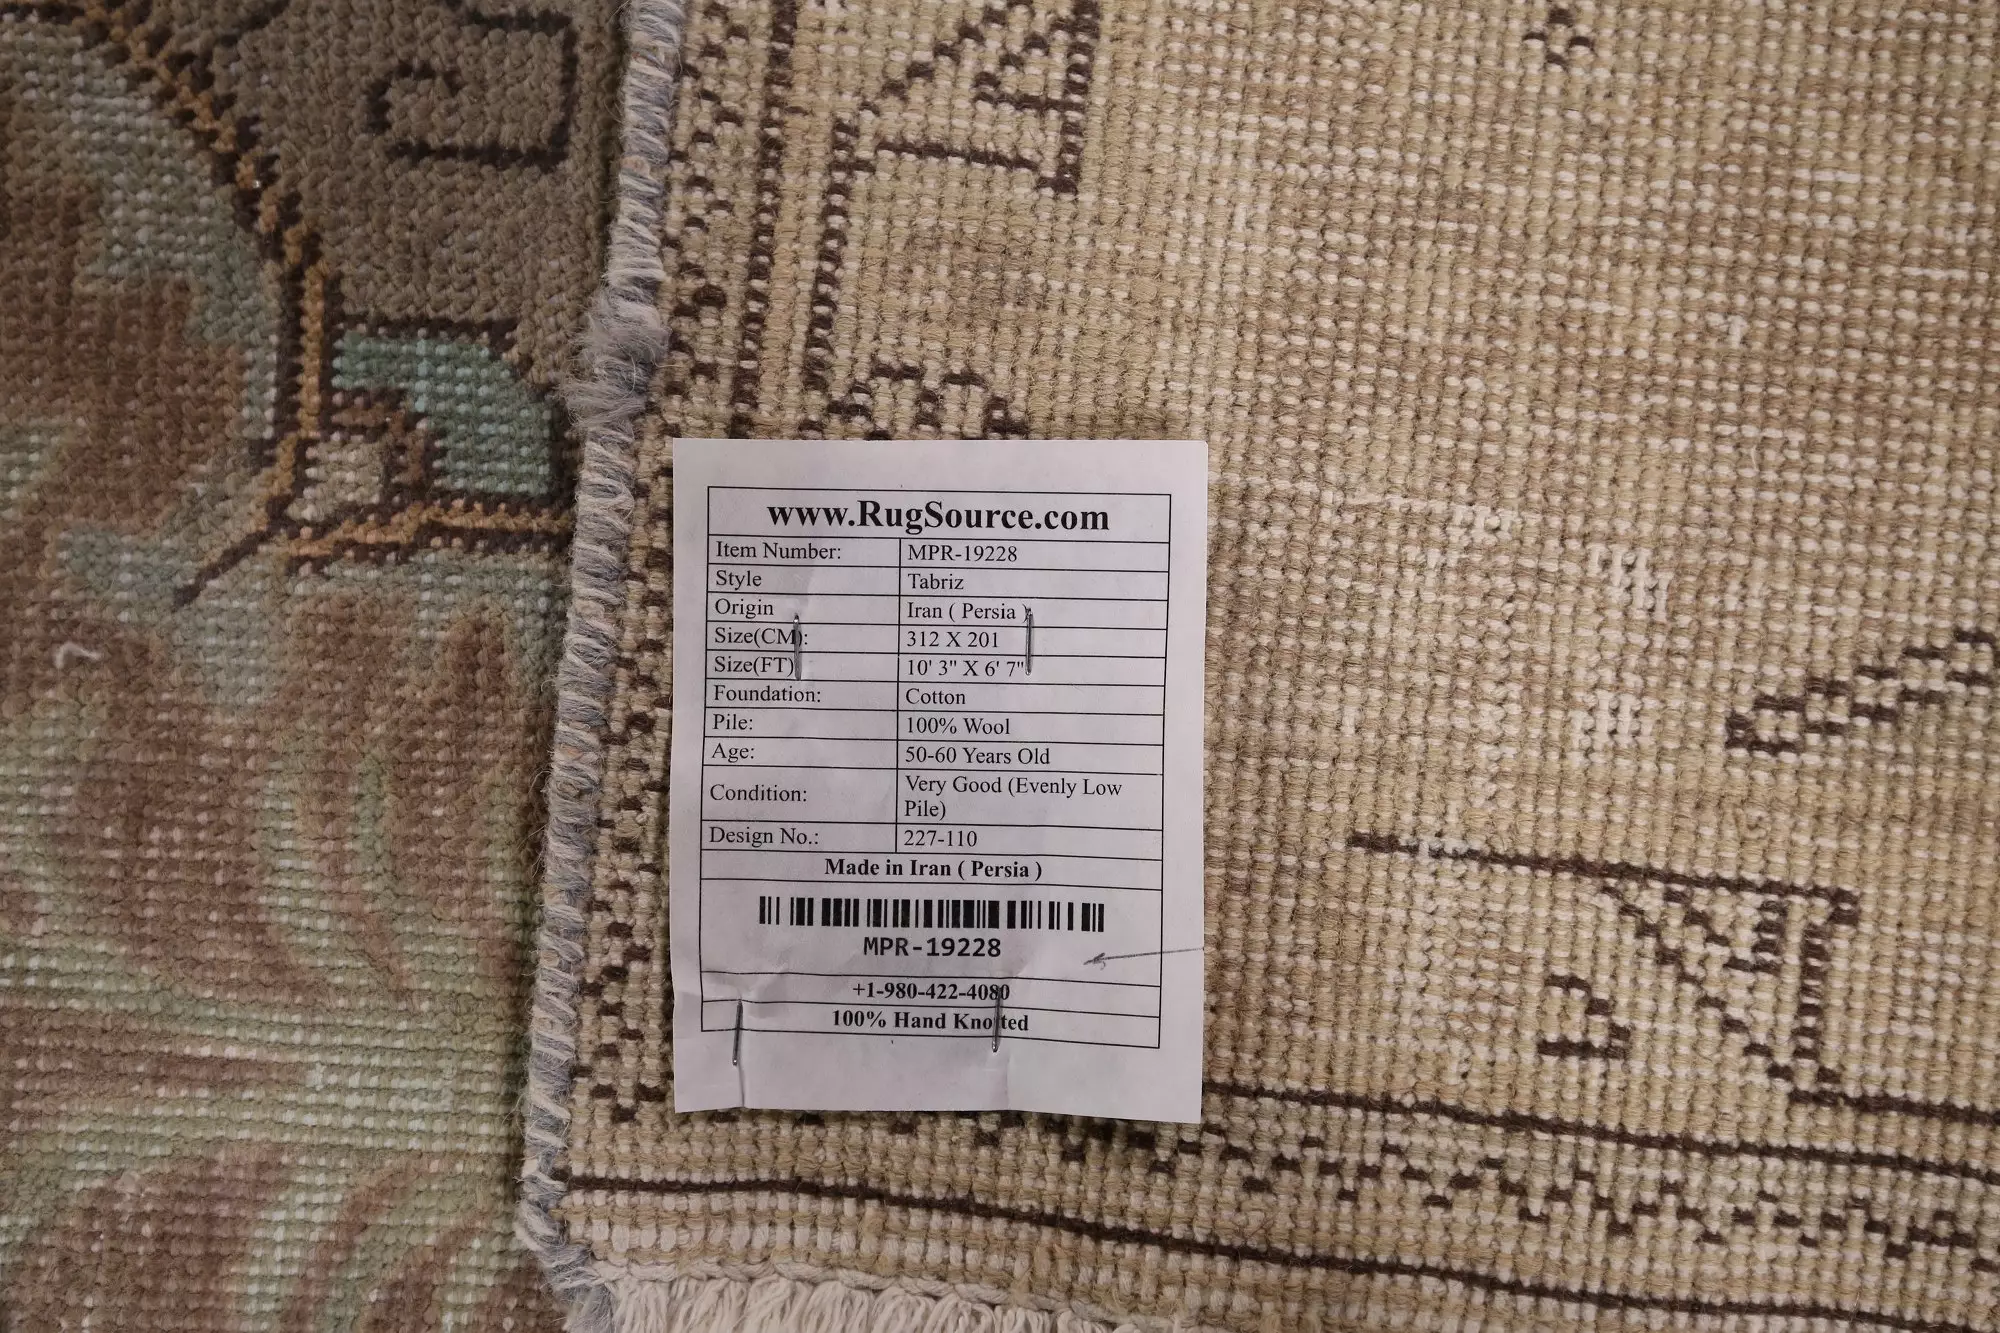 www.RugSource.com
Item Number: MPR-19228
Style Tabriz
Origin Iran ( Persia )
Size(CM): 312 X 201
Size(FT) 10' 3" X 6' 7"
Foundation: Cotton
Pile: 100% Wool
Age: 50-60 Years Old
Condition: Very Good (Evenly Low
Pile)
Design No.: 227-110
Made in Iran ( Persia )
MPR-19228
+1-980-422-4080
100% Hand Knotted